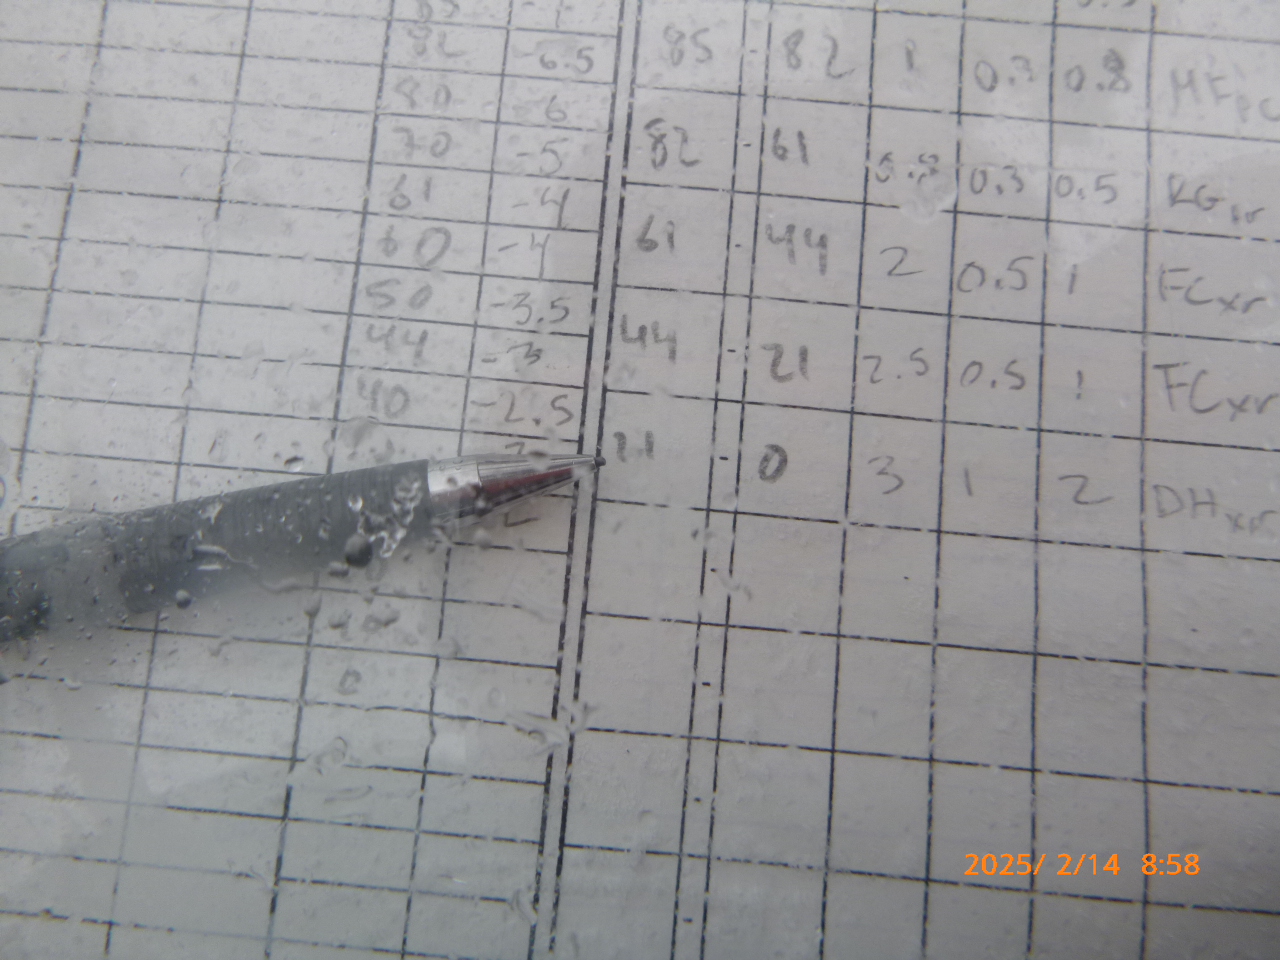 82 -6.5 85 - 82 1 0.3 0.8
80 -6
70 -5 82 - 61 0.3 0.5 RG
61 -4
60 -4 61 - 44 2 0.5 1 FCxr
50 -3.5
44 -3 44 - 21 2.5 0.5 1 FCxr
40 -2.5
21 - 0 3 1 2 DHxr
2
0
2025/ 2/14 8:58